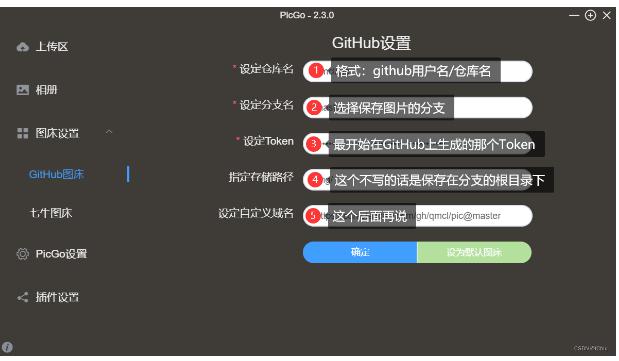 PicGo - 2.3.0
上传区
相册
图床设置
GitHub图床
七牛图床
PicGo设置
插件设置
GitHub设置
* 设定仓库名
1 格式：github用户名/仓库名
* 设定分支名
2 选择保存图片的分支
* 设定Token
3 最开始在GitHub上生成的那个Token
指定存储路径
4 这个不写的话是保存在分支的根目录下
设定自定义域名
5 这个后面再说 /gh/qmcl/pic@master
确定
设为默认图床